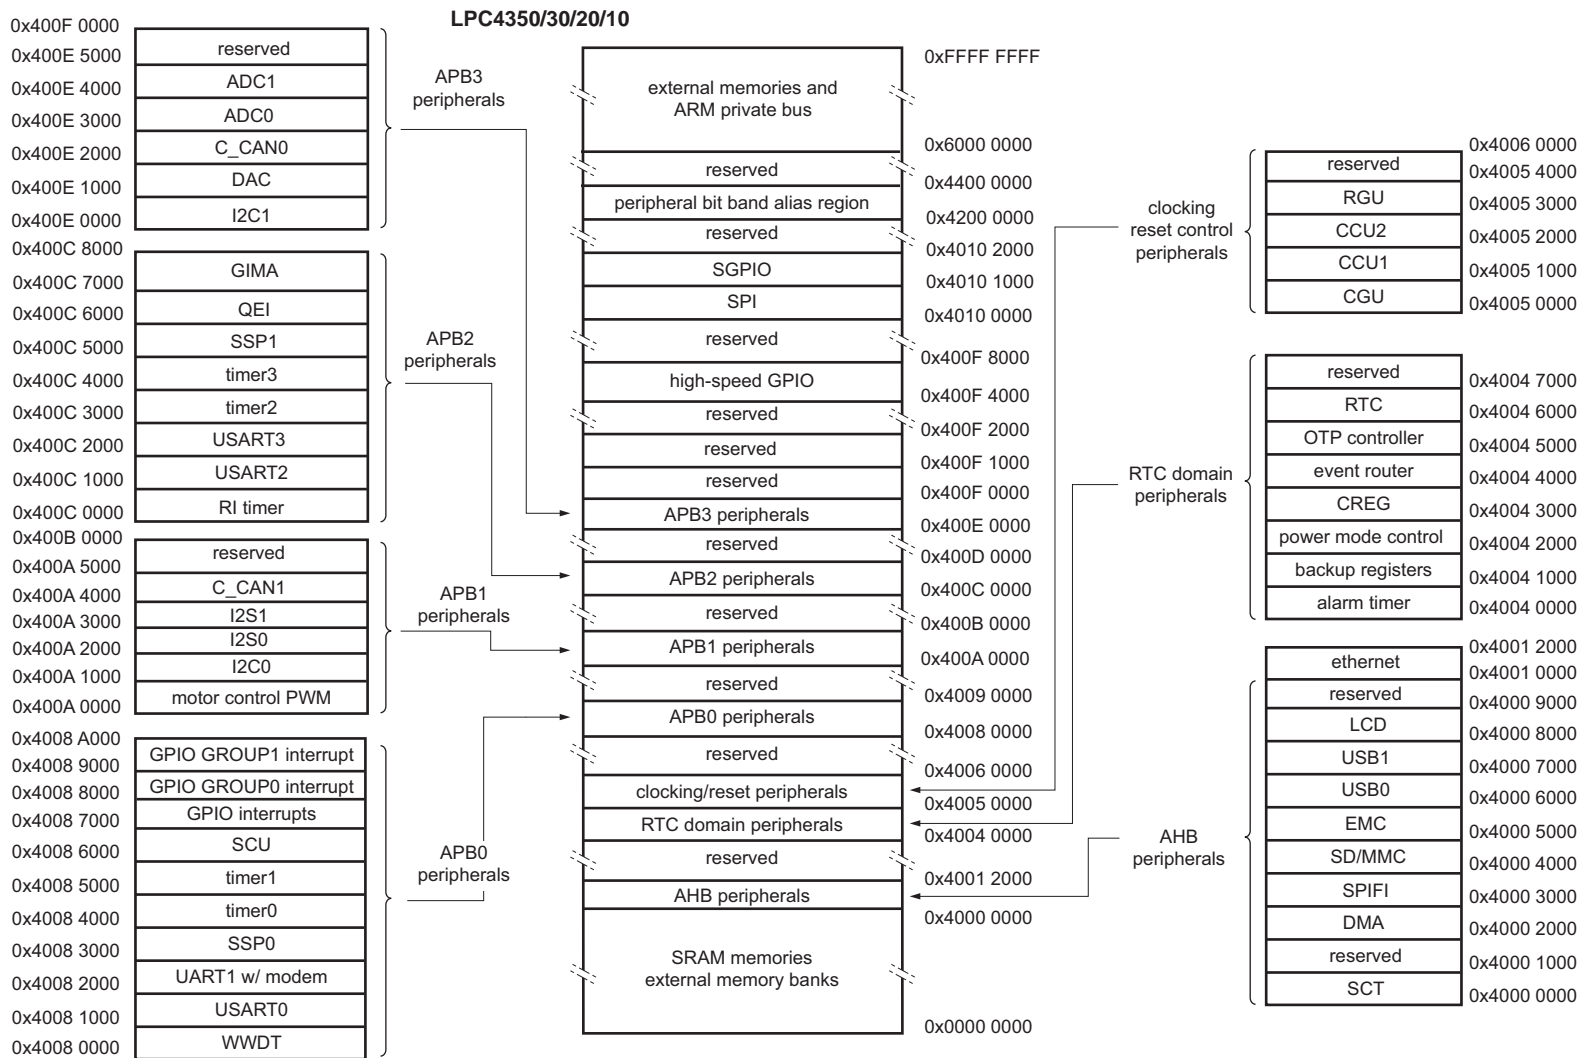 LPC4350/30/20/10
0x400F 0000
reserved
0x400E 5000
ADC1
0x400E 4000
ADC0
0x400E 3000
C_CAN0
0x400E 2000
DAC
0x400E 1000
I2C1
0x400E 0000
APB3
peripherals
0x400C 8000
GIMA
0x400C 7000
QEI
0x400C 6000
SSP1
0x400C 5000
timer3
0x400C 4000
timer2
0x400C 3000
USART3
0x400C 2000
USART2
0x400C 1000
RI timer
0x400C 0000
APB2
peripherals
0x400B 0000
reserved
0x400A 5000
C_CAN1
0x400A 4000
I2S1
0x400A 3000
I2S0
0x400A 2000
I2C0
0x400A 1000
motor control PWM
0x400A 0000
APB1
peripherals
0x4008 A000
GPIO GROUP1 interrupt
0x4008 9000
GPIO GROUP0 interrupt
0x4008 8000
GPIO interrupts
0x4008 7000
SCU
0x4008 6000
timer1
0x4008 5000
timer0
0x4008 4000
SSP0
0x4008 3000
UART1 w/ modem
0x4008 2000
USART0
0x4008 1000
WWDT
0x4008 0000
APB0
peripherals
0xFFFF FFFF
external memories and
ARM private bus
0x6000 0000
reserved
0x4400 0000
peripheral bit band alias region
0x4200 0000
reserved
0x4010 2000
SGPIO
0x4010 1000
SPI
0x4010 0000
reserved
0x400F 8000
high-speed GPIO
0x400F 4000
reserved
0x400F 2000
reserved
0x400F 1000
reserved
0x400F 0000
APB3 peripherals
0x400E 0000
reserved
0x400D 0000
APB2 peripherals
0x400C 0000
reserved
0x400B 0000
APB1 peripherals
0x400A 0000
reserved
0x4009 0000
APB0 peripherals
0x4008 0000
reserved
0x4006 0000
clocking/reset peripherals
0x4005 0000
RTC domain peripherals
0x4004 0000
reserved
0x4001 2000
AHB peripherals
0x4000 0000
SRAM memories
external memory banks
0x0000 0000
clocking
reset control
peripherals
0x4006 0000
reserved
0x4005 4000
RGU
0x4005 3000
CCU2
0x4005 2000
CCU1
0x4005 1000
CGU
0x4005 0000
RTC domain
peripherals
reserved
0x4004 7000
RTC
0x4004 6000
OTP controller
0x4004 5000
event router
0x4004 4000
CREG
0x4004 3000
power mode control
0x4004 2000
backup registers
0x4004 1000
alarm timer
0x4004 0000
AHB
peripherals
0x4001 2000
ethernet
0x4001 0000
reserved
0x4000 9000
LCD
0x4000 8000
USB1
0x4000 7000
USB0
0x4000 6000
EMC
0x4000 5000
SD/MMC
0x4000 4000
SPIFI
0x4000 3000
DMA
0x4000 2000
reserved
0x4000 1000
SCT
0x4000 0000